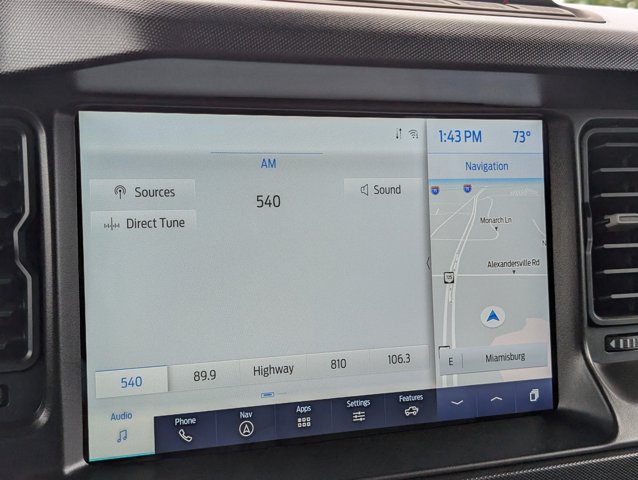 1:43 PM 73°
AM
Navigation
Sources
540
Sound
Direct Tune
Monarch Ln
Alexandersville Rd
E Miamisburg
540 89.9 Highway 810 106.3
Audio Phone Nav Apps Settings Features